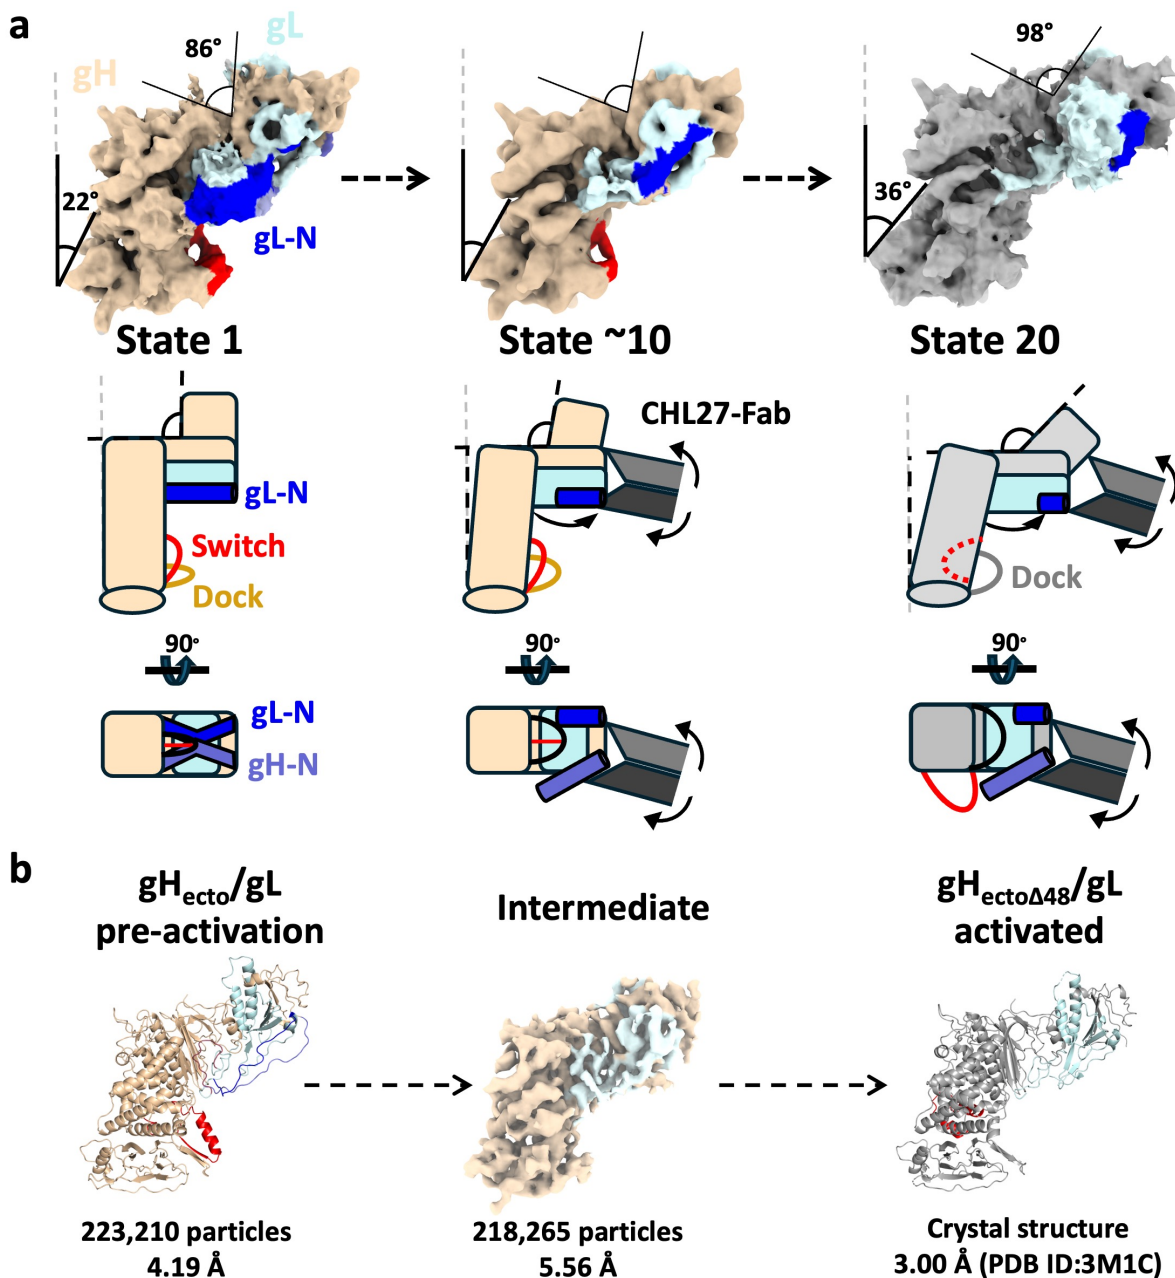 a
86°
gL
98°
gH
22°
36°
gL-N
State 1
State ~10
State 20
CHL27-Fab
gL-N
Switch
Dock
Dock
90°
90°
90°
gL-N
gH-N
b
gHecto/gL
pre-activation
Intermediate
gHectoΔ48/gL
activated
223,210 particles
4.19 Å
218,265 particles
5.56 Å
Crystal structure
3.00 Å (PDB ID:3M1C)